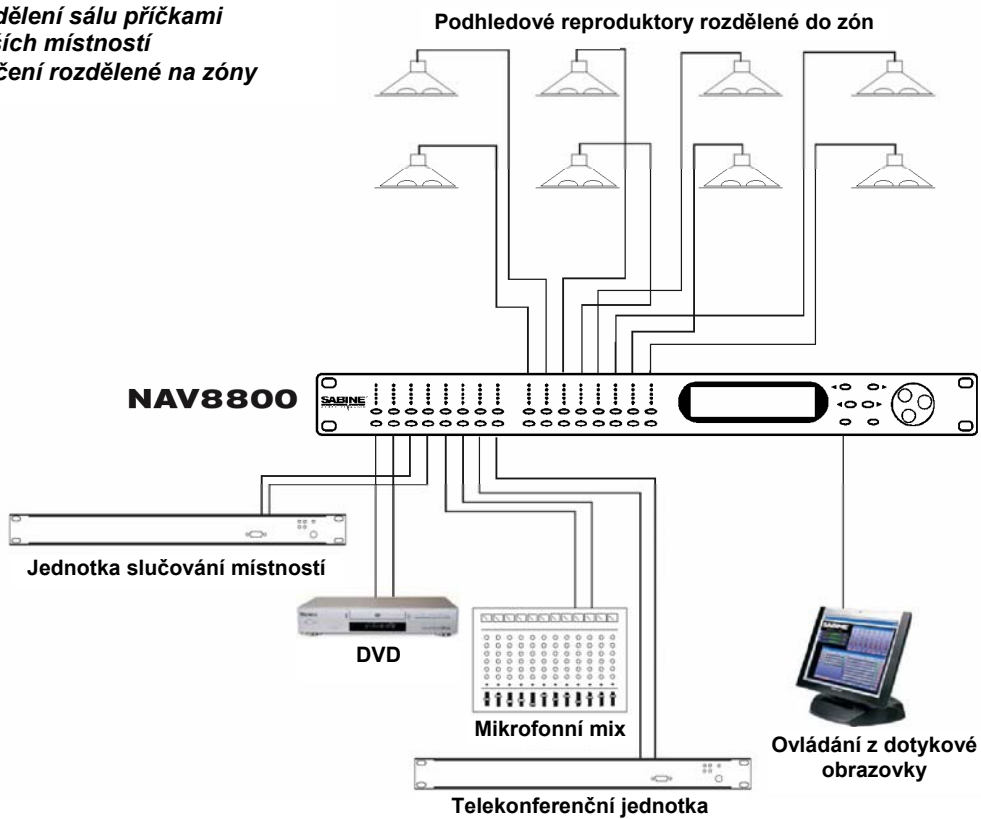 dělení sálu příčkami
ších místností
čení rozdělené na zóny
Podhledové reproduktory rozdělené do zón
NAV8800
SABINE
Jednotka slučování místností
DVD
Mikrofonní mix
Ovládání z dotykové
obrazovky
Telekonferenční jednotka